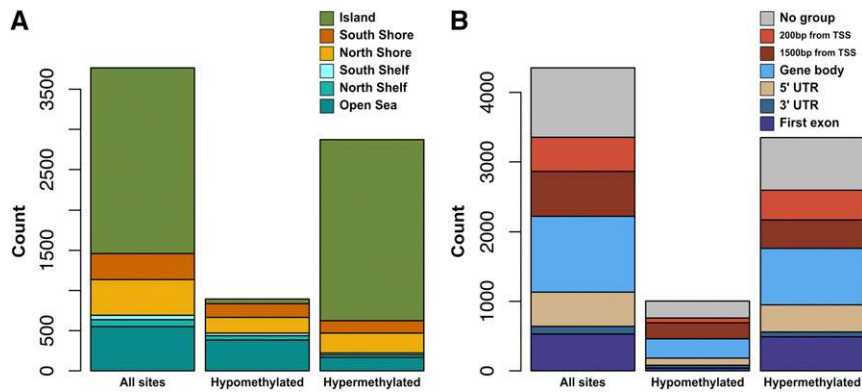 A
Island
South Shore
North Shore
South Shelf
North Shelf
Open Sea
Count
0
500
1500
2500
3500
All sites
Hypomethylated
Hypermethylated
B
No group
200bp from TSS
1500bp from TSS
Gene body
5' UTR
3' UTR
First exon
Count
0
1000
2000
3000
4000
All sites
Hypomethylated
Hypermethylated